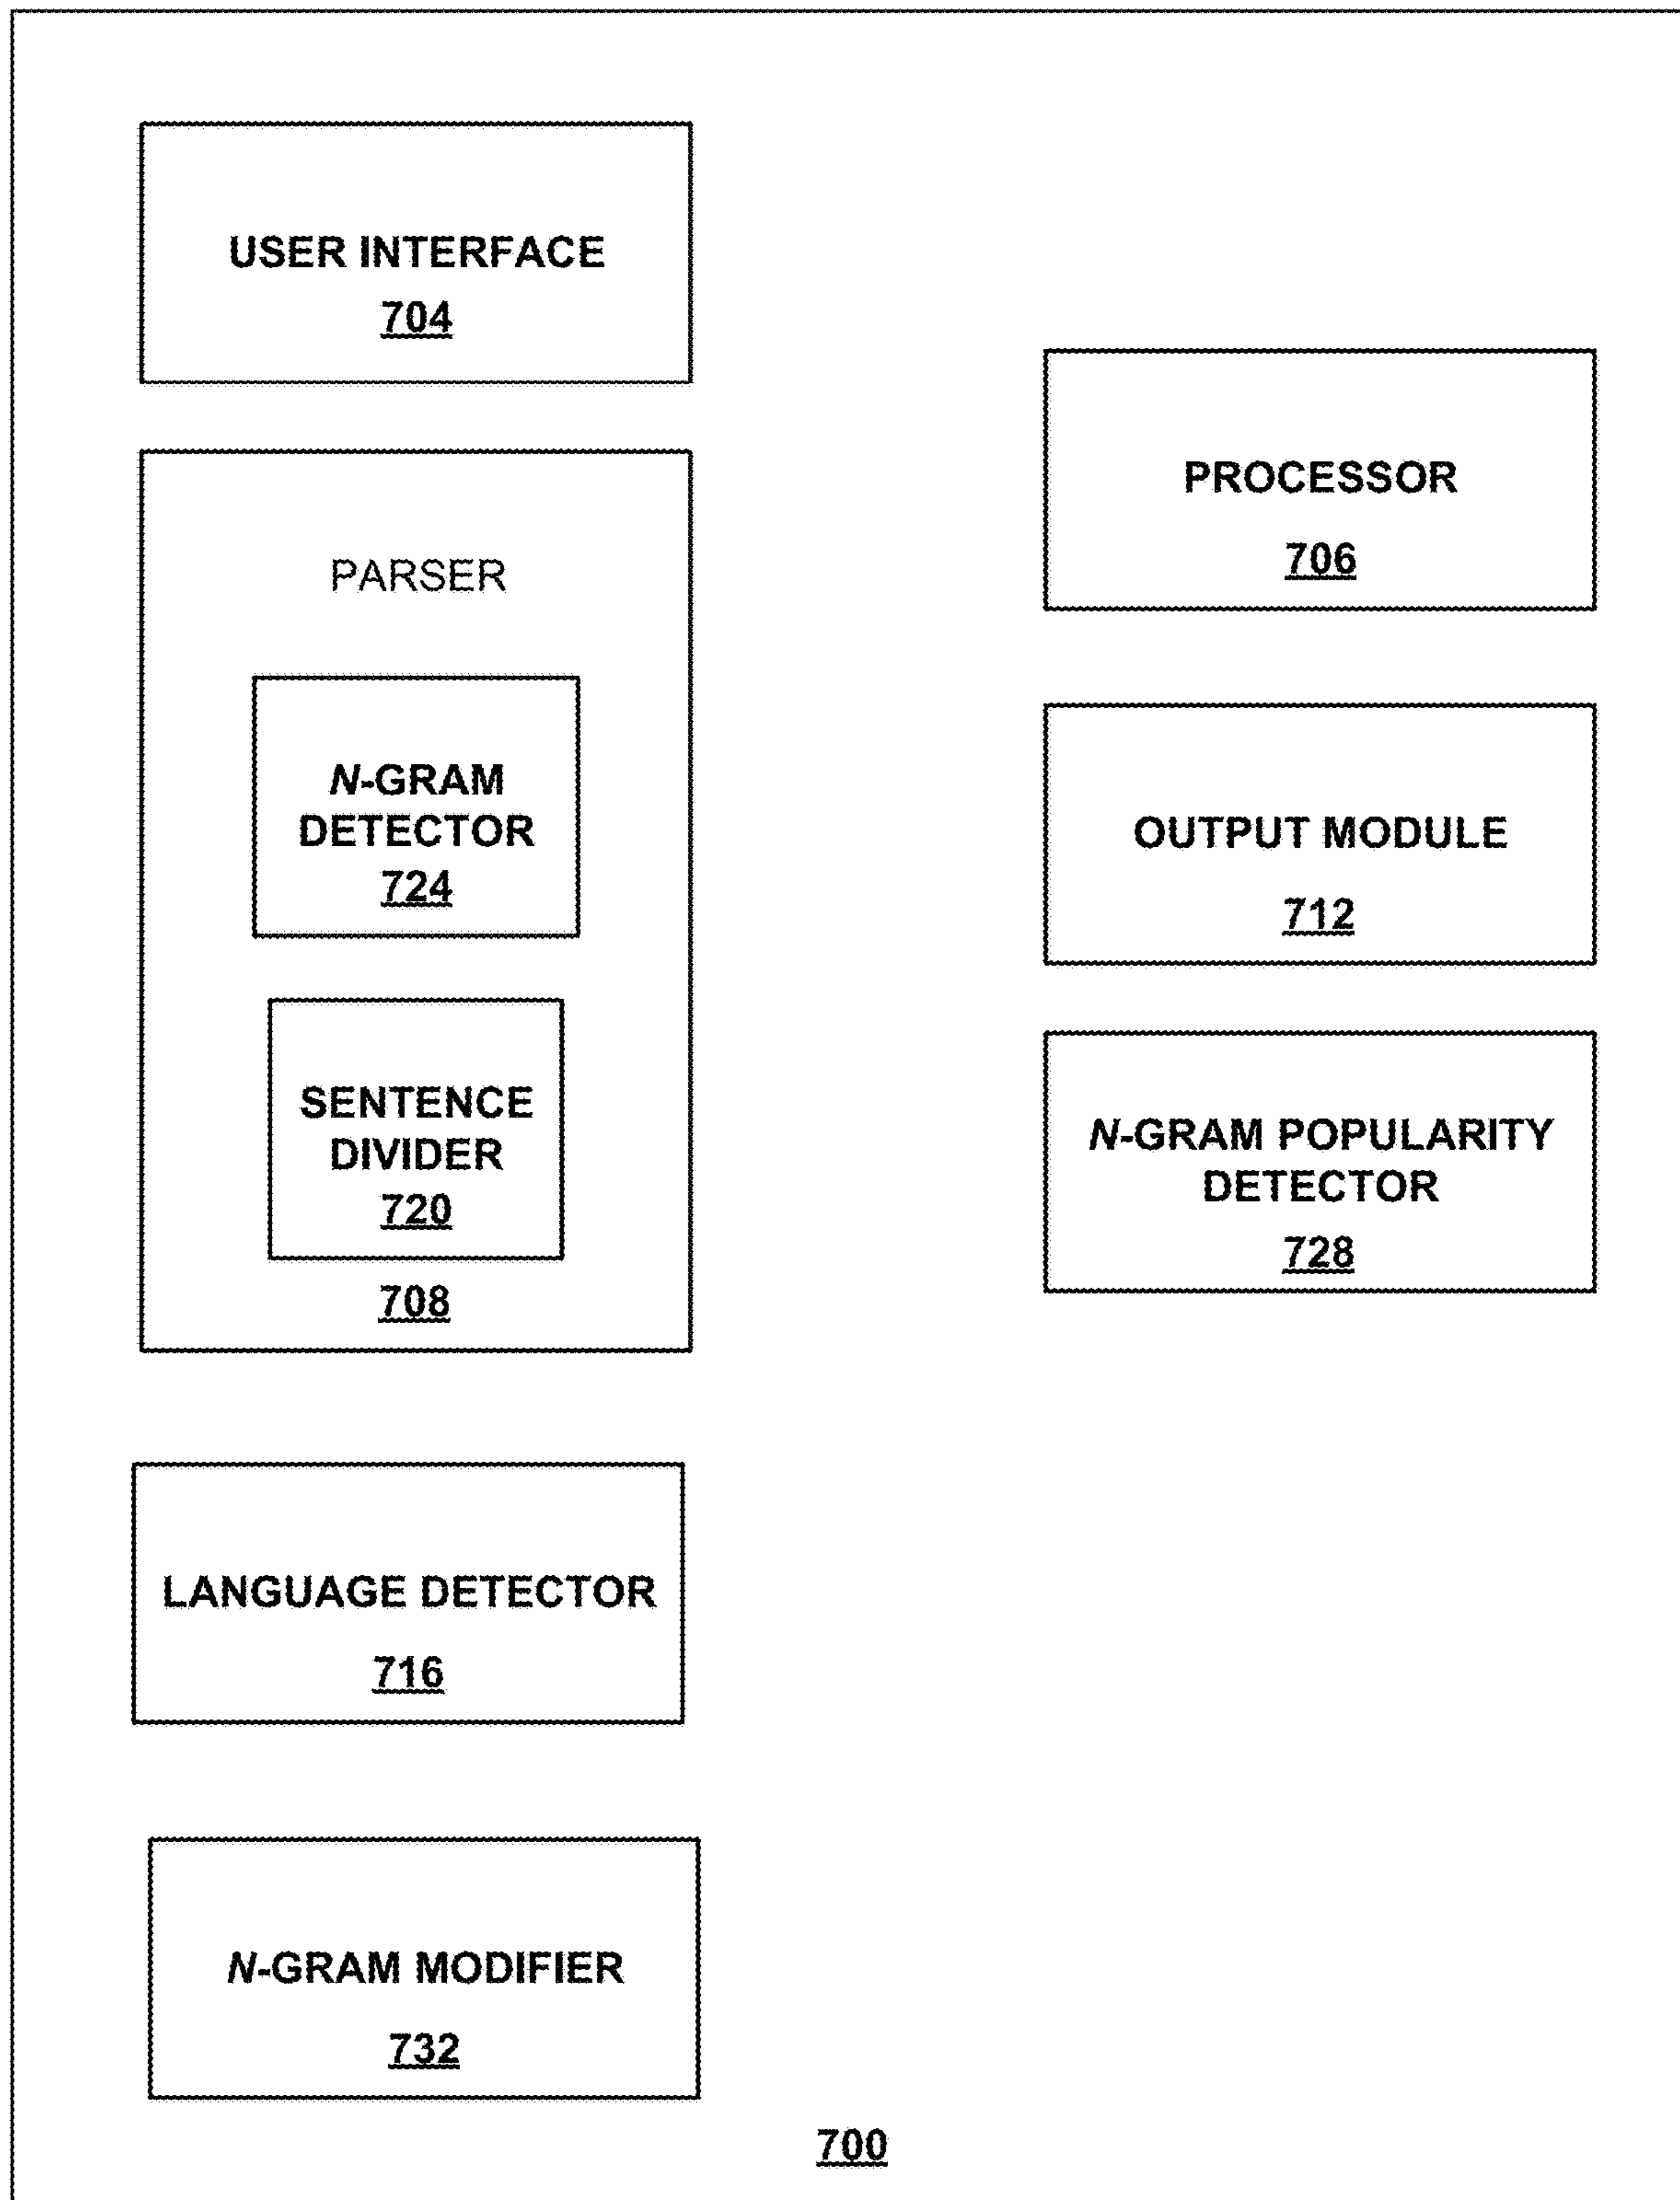 USER INTERFACE
704
PARSER
N-GRAM
DETECTOR
724
SENTENCE
DIVIDER
720
708
LANGUAGE DETECTOR
716
N-GRAM MODIFIER
732
PROCESSOR
706
OUTPUT MODULE
712
N-GRAM POPULARITY
DETECTOR
728
700